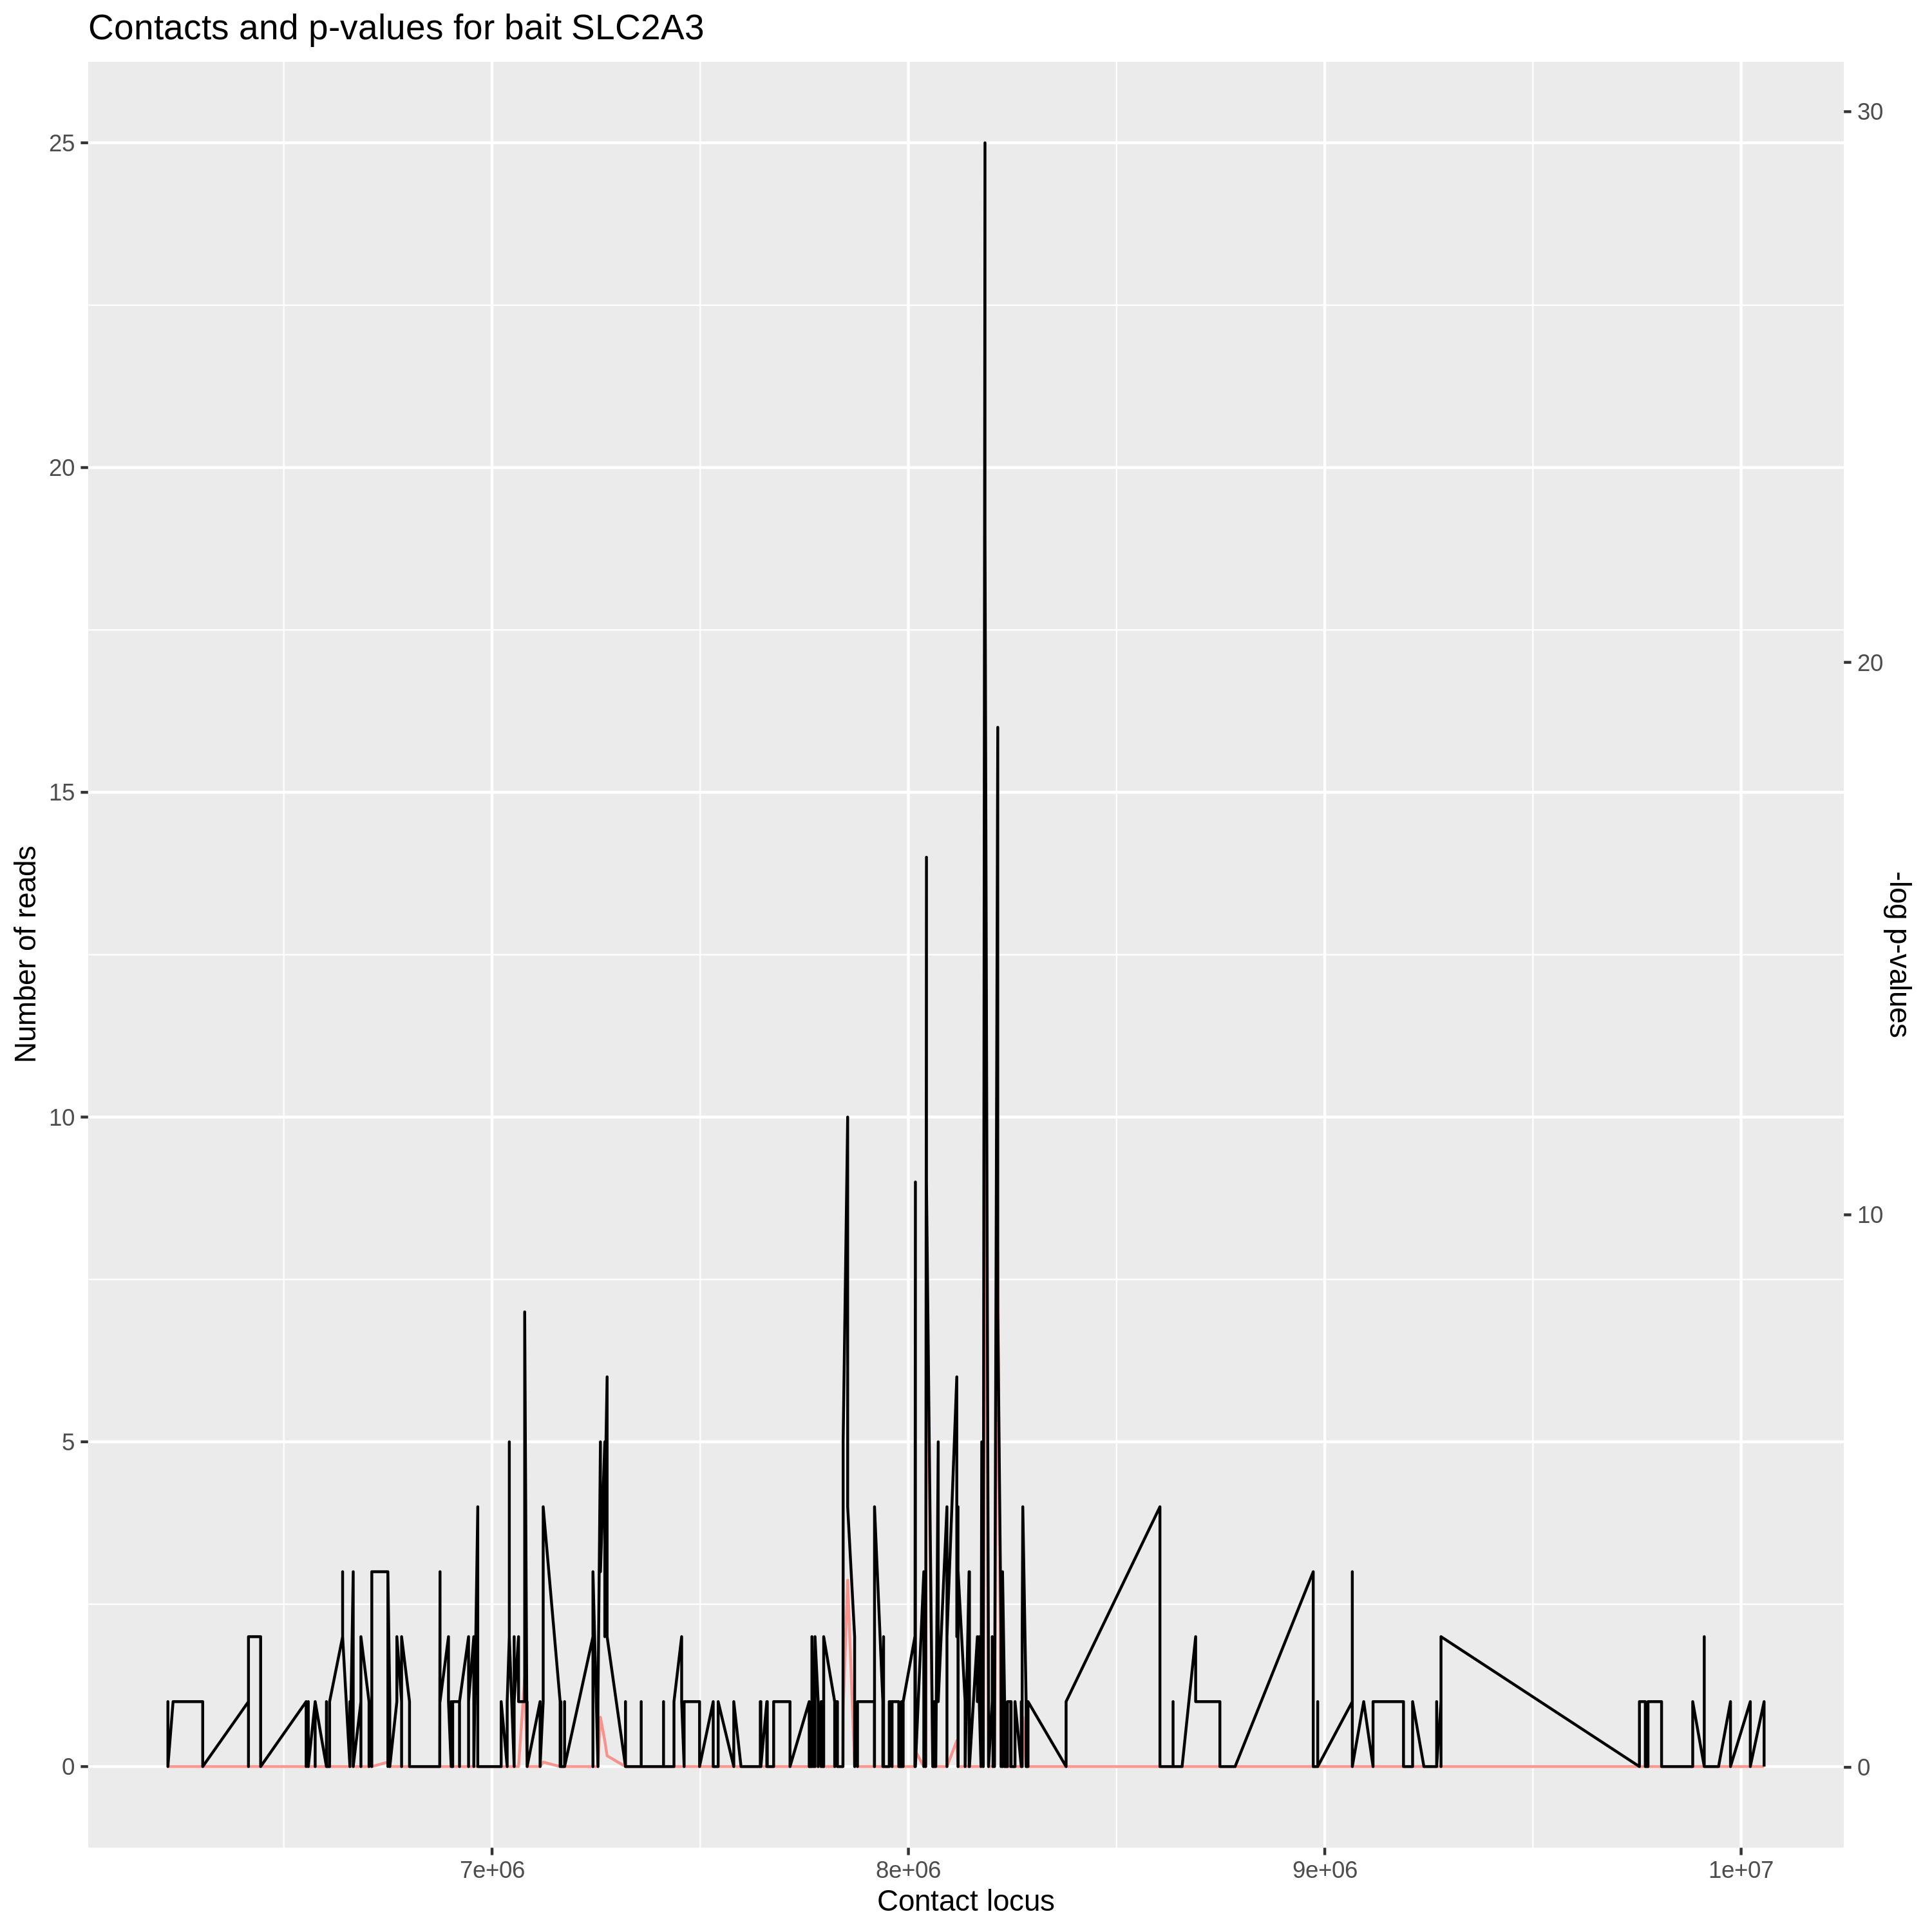 Contacts and p-values for bait SLC2A3
25
20
15
10
5
0
Number of reads
30
20
10
0
-log p-values
7e+06 8e+06 9e+06 1e+07
Contact locus